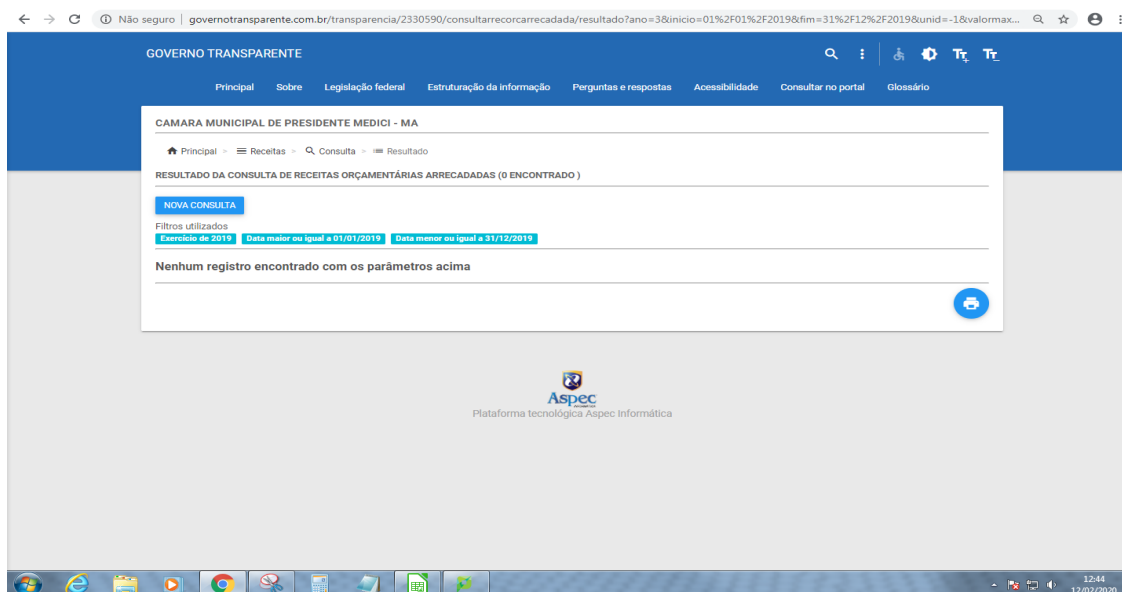 Não seguro | governotransparente.com.br/transparencia/2330590/consultarrecorcarrecadada/resultado?ano=3&inicio=01%2F01%2F2019&fim=31%2F12%2F2019&unid=-1&valormax...
GOVERNO TRANSPARENTE
Principal Sobre Legislação federal Estruturação da informação Perguntas e respostas Acessibilidade Consultar no portal Glossário
CAMARA MUNICIPAL DE PRESIDENTE MEDICI - MA
Principal > Receitas > Consulta > Resultado
RESULTADO DA CONSULTA DE RECEITAS ORÇAMENTÁRIAS ARRECADADAS (0 ENCONTRADO )
NOVA CONSULTA
Filtros utilizados
Exercício de 2019 Data maior ou igual a 01/01/2019 Data menor ou igual a 31/12/2019
Nenhum registro encontrado com os parâmetros acima
Aspec
Plataforma tecnológica Aspec Informática
12:44
12/02/2020